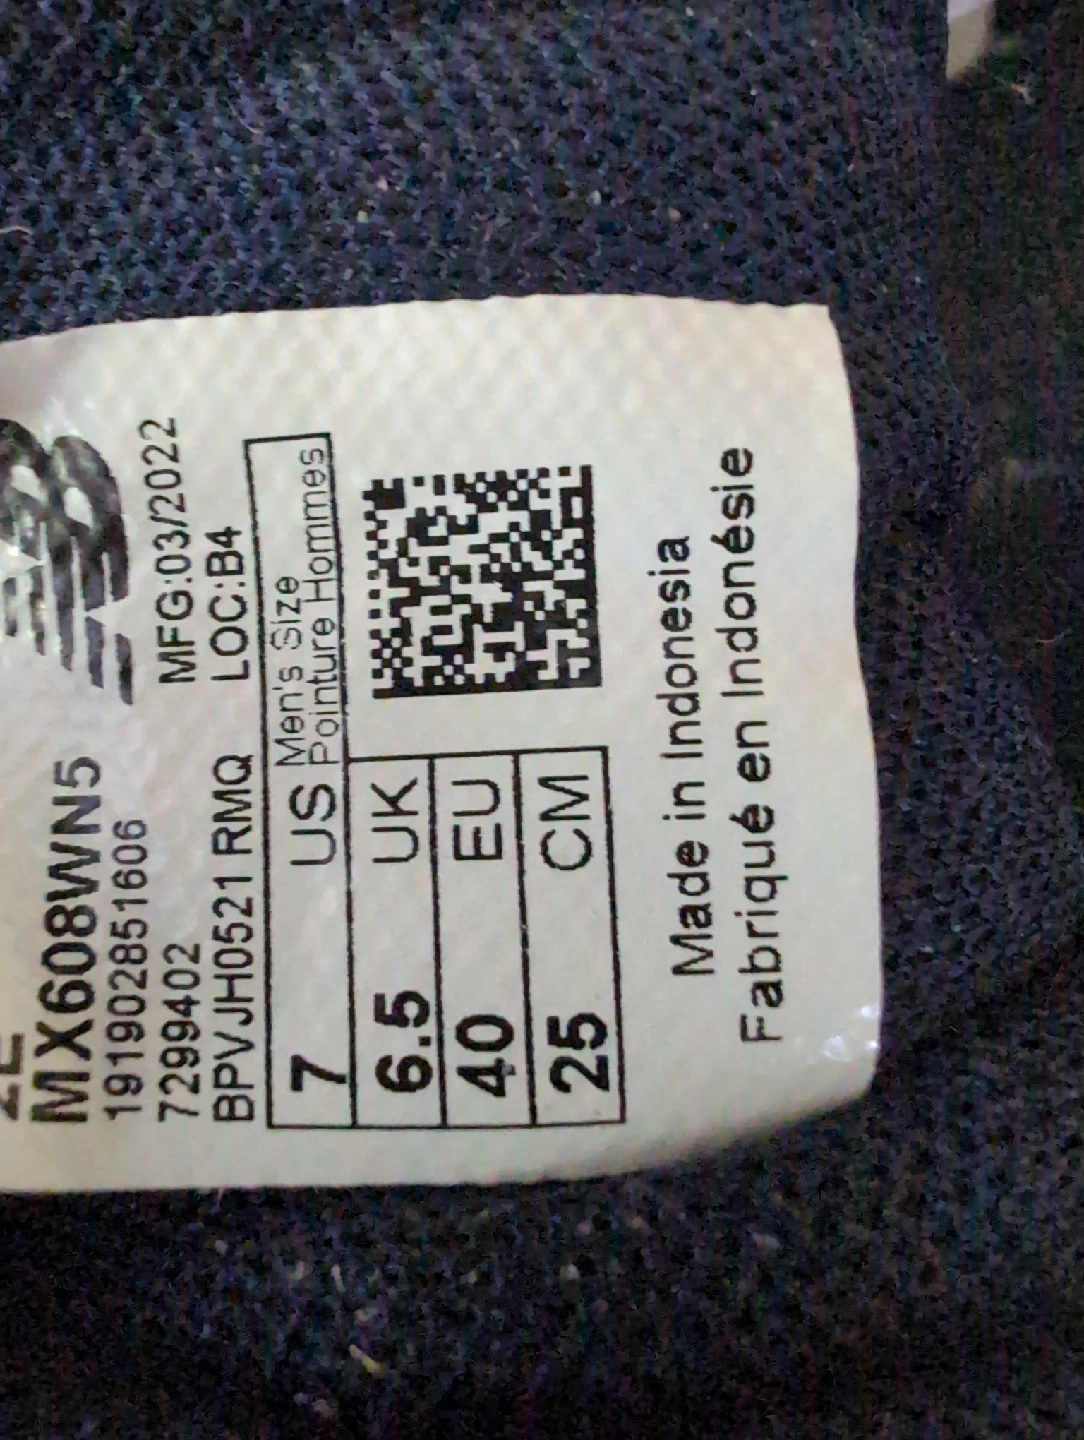 2E
MX608WN5
191902851606
7299402 MFG:03/2022
BPVJH0521 RMQ LOC:B4
7 US Men's Size
Pointure Hommes
6.5 UK
40 EU
25 CM
Made in Indonesia
Fabriqué en Indonésie